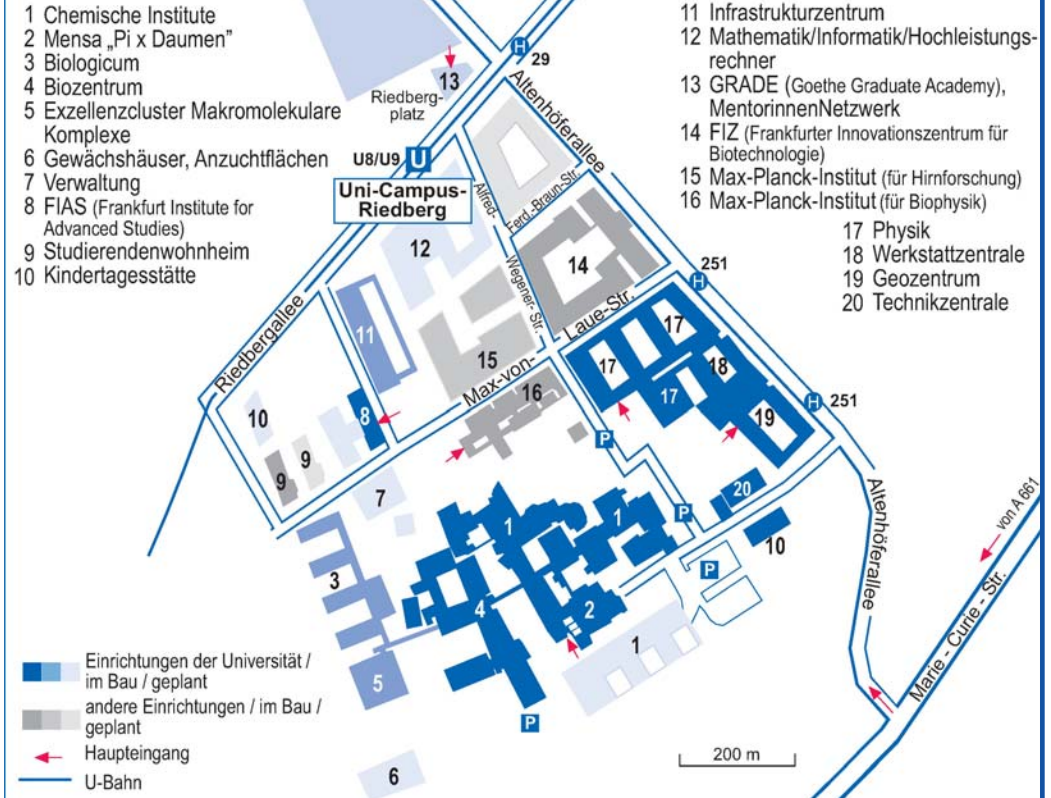 1 Chemische Institute
2 Mensa „Pi x Daumen”
3 Biologicum
4 Biozentrum
5 Exzellenzcluster Makromolekulare
Komplexe
6 Gewächshäuser, Anzuchtflächen
7 Verwaltung
8 FIAS (Frankfurt Institute for
Advanced Studies)
9 Studierendenwohnheim
10 Kindertagesstätte
11 Infrastrukturzentrum
12 Mathematik/Informatik/Hochleistungs-
rechner
13 GRADE (Goethe Graduate Academy),
MentorinnenNetzwerk
14 FIZ (Frankfurter Innovationszentrum für
Biotechnologie)
15 Max-Planck-Institut (für Hirnforschung)
16 Max-Planck-Institut (für Biophysik)
17 Physik
18 Werkstattzentrale
19 Geozentrum
20 Technikzentrale
H
29
13
Riedberg-
platz
Altenhöferallee
U8/U9 U
Uni-Campus-
Riedberg
Alfred-
Wegener-Str.
Ferd.-Braun-Str.
12
14
251
H
Riedbergallee
11
15
Max-von-
Laue-Str.
17
17
17
18
16
H 251
19
10
8
9
9
P
7
20
P
10
Altenhöferallee
von A 661
1
1
3
4
2
P
1
Marie - Curie - Str.
5
P
6
Einrichtungen der Universität /
im Bau / geplant
andere Einrichtungen / im Bau /
geplant
Haupteingang
U-Bahn
200 m